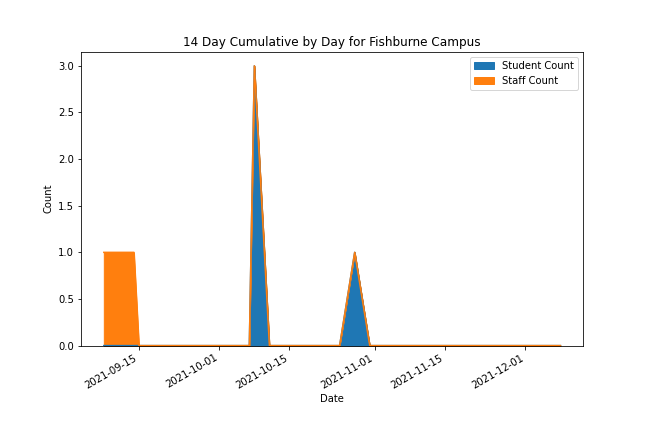 14 Day Cumulative by Day for Fishburne Campus
Student Count
Staff Count
3.0
2.5
2.0
1.5
1.0
0.5
0.0
Count
2021-09-15
2021-10-01
2021-10-15
2021-11-01
2021-11-15
2021-12-01
Date